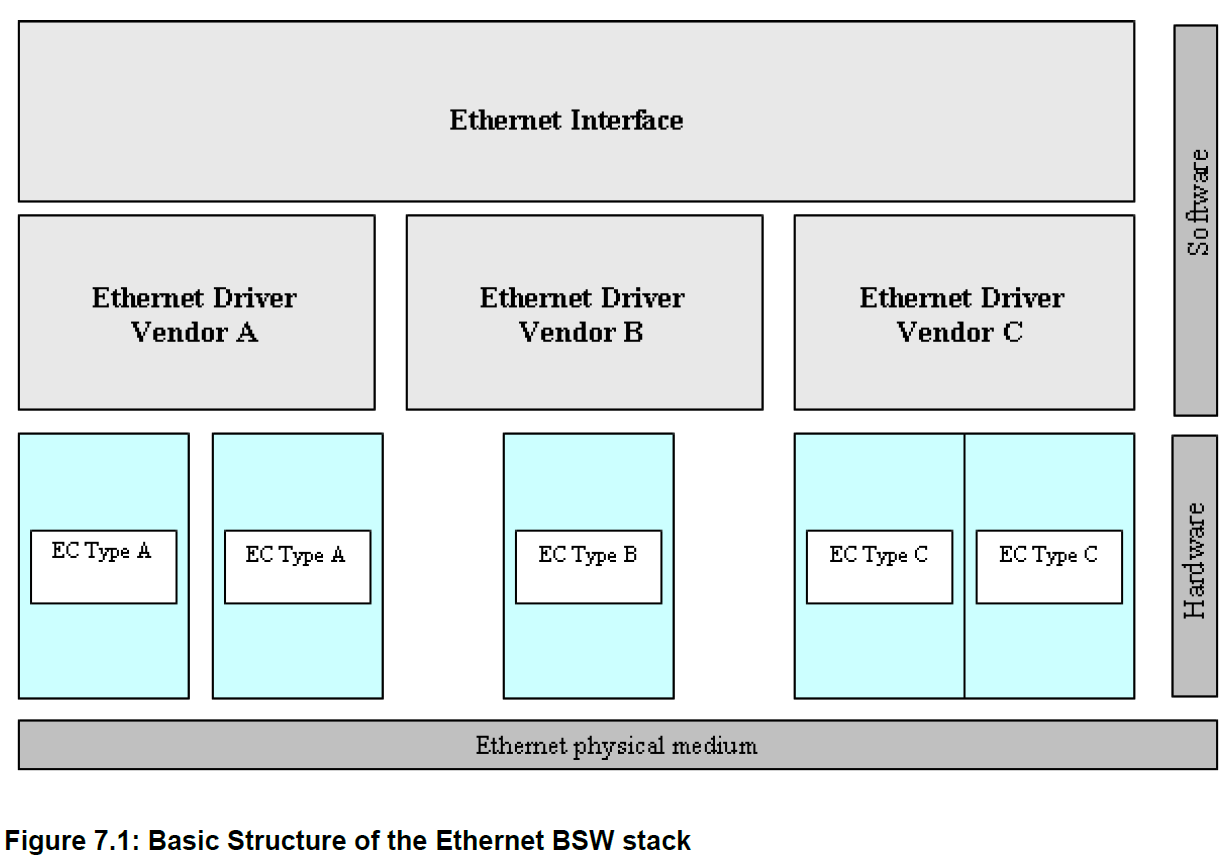 Ethernet Interface
Software
Ethernet Driver
Vendor A
Ethernet Driver
Vendor B
Ethernet Driver
Vendor C
EC Type A
EC Type A
EC Type B
EC Type C
EC Type C
Hardware
Ethernet physical medium
Figure 7.1: Basic Structure of the Ethernet BSW stack